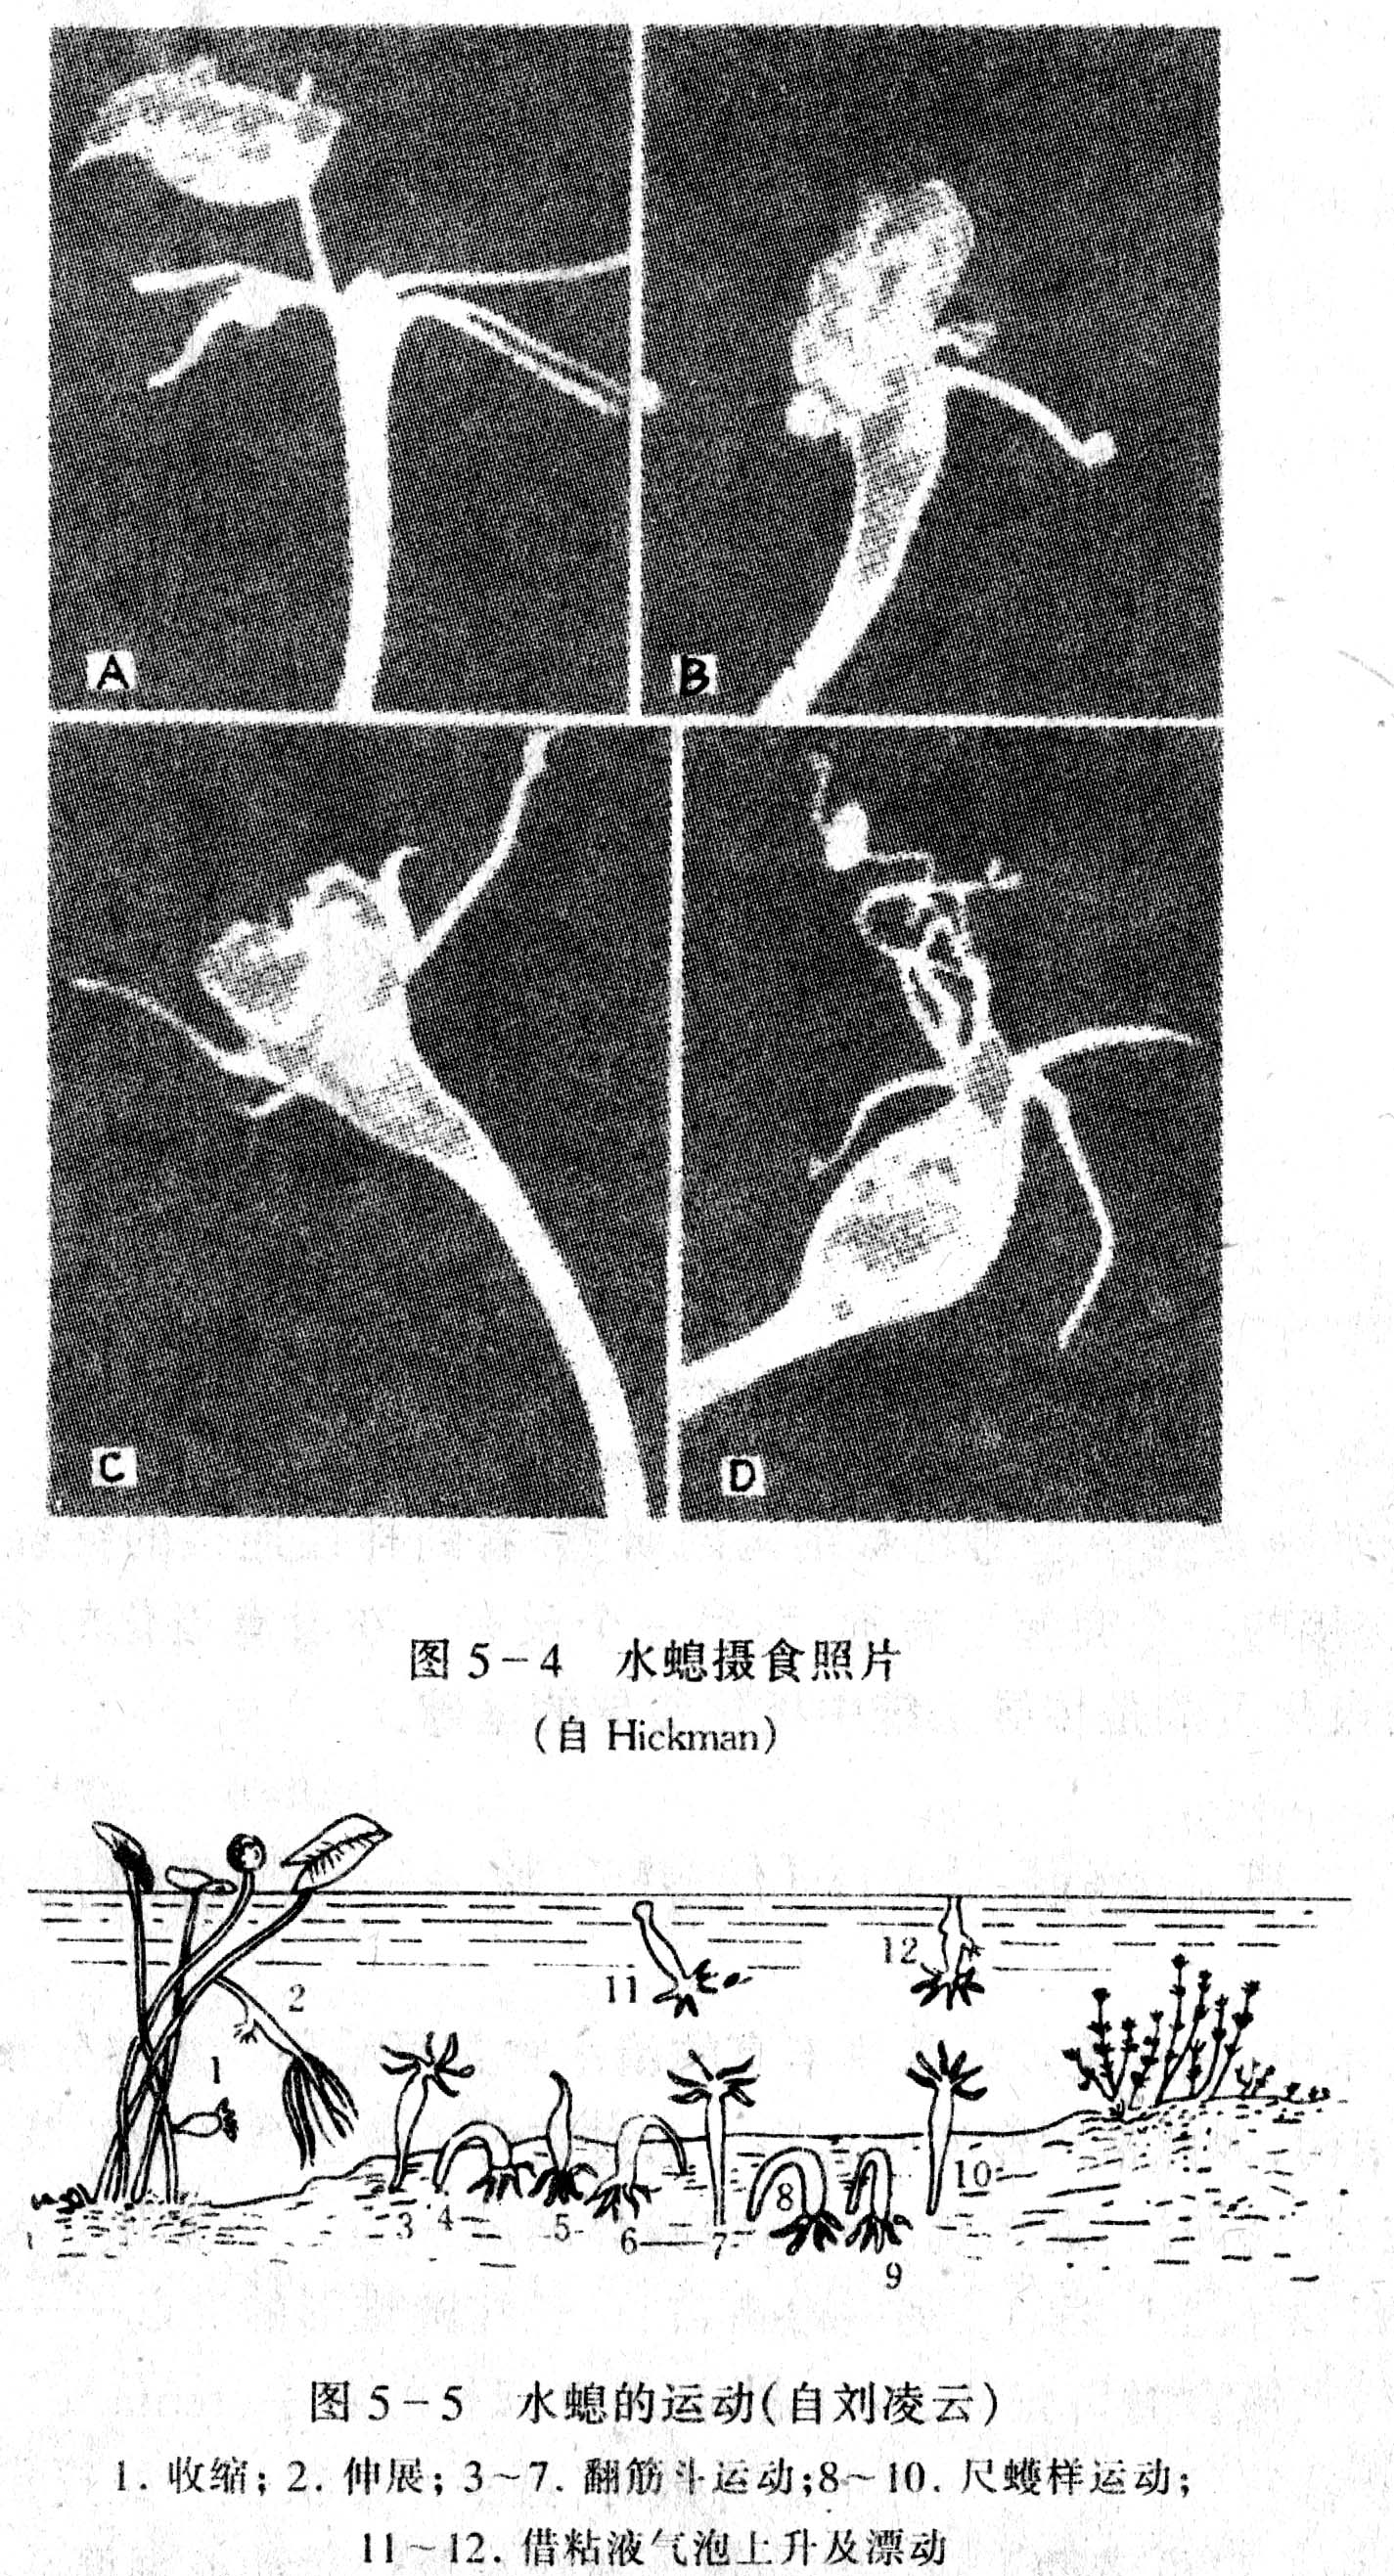 A
B
C
D
图 5-4 水螅摄食照片
(自 Hickman)
12
11
2
1
10
8
3
4
5
6
7
9
图 5-5 水螅的运动(自刘凌云)
1. 收缩; 2. 伸展; 3~7. 翻筋斗运动;8~10. 尺蠖样运动;
11~12. 借粘液气泡上升及漂动